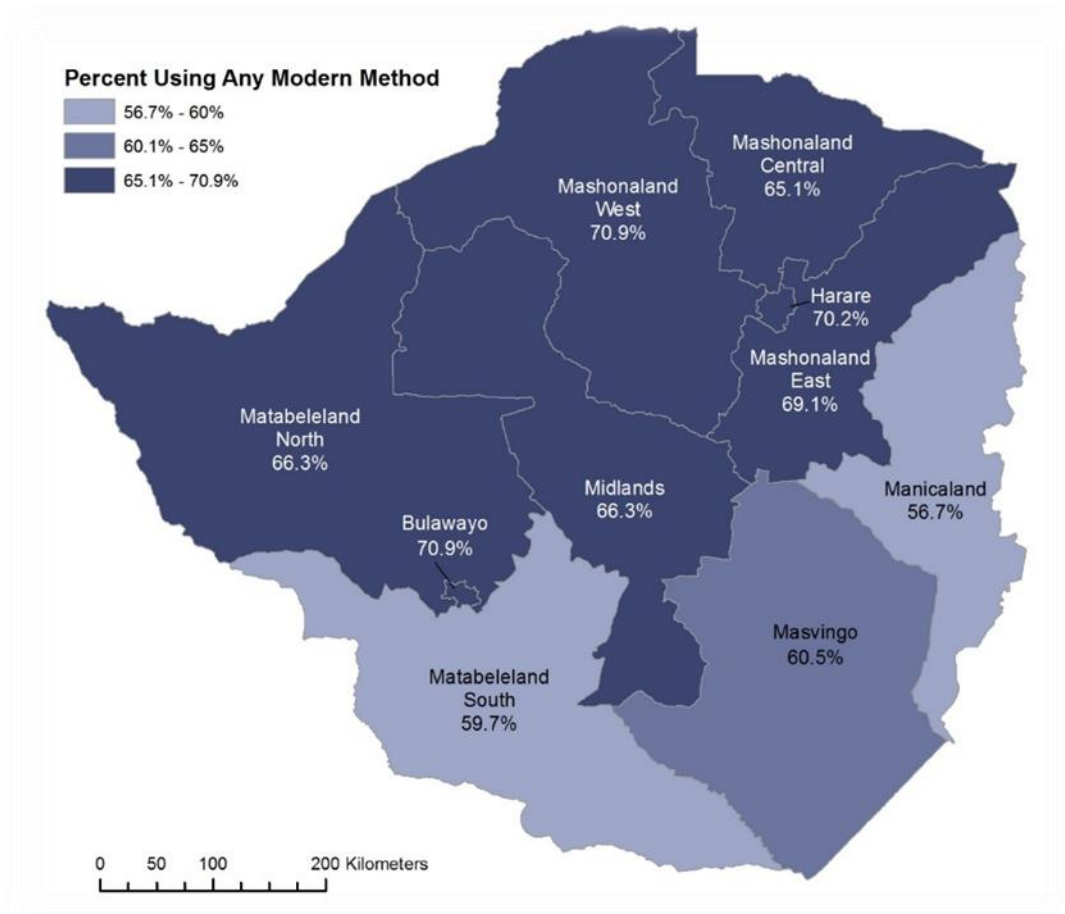 Percent Using Any Modern Method
56.7% - 60%
60.1% - 65%
65.1% - 70.9%
Mashonaland
Central
65.1%
Mashonaland
West
70.9%
Harare
70.2%
Mashonaland
East
69.1%
Matabeleland
North
66.3%
Midlands
66.3%
Manicaland
56.7%
Bulawayo
70.9%
Masvingo
60.5%
Matabeleland
South
59.7%
0 50 100 200 Kilometers